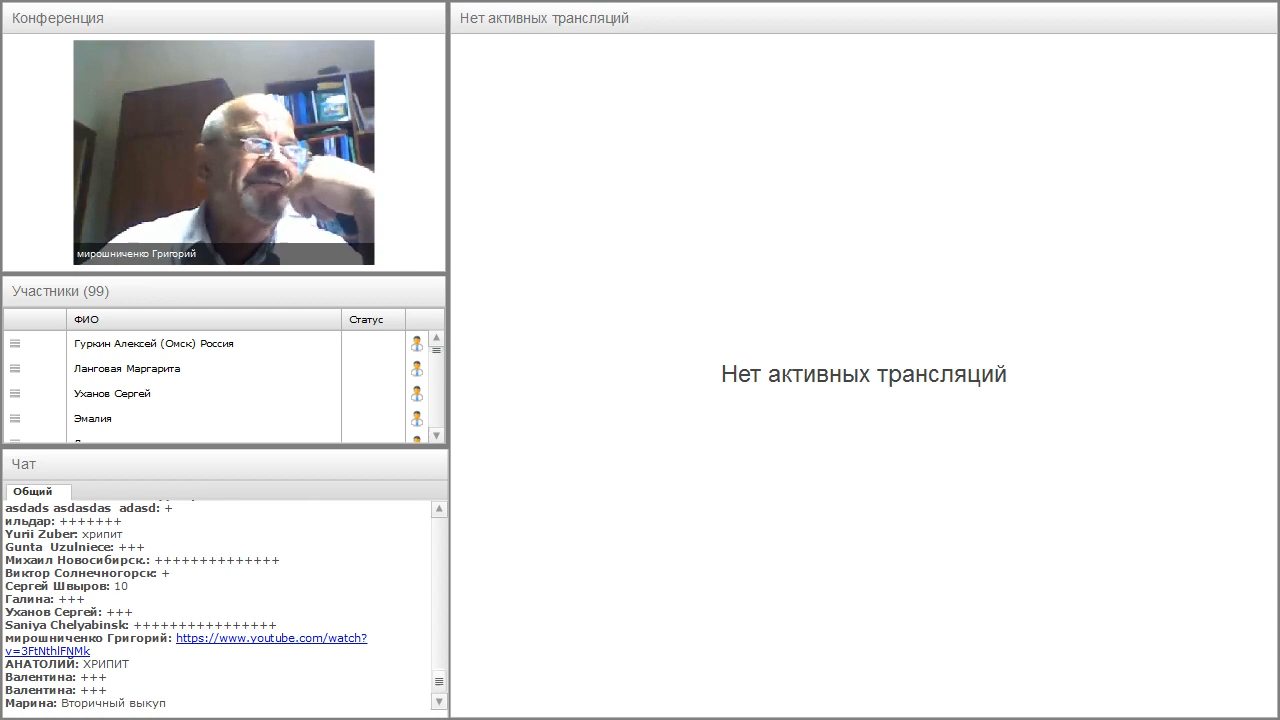 Конференция
мирошниченко Григорий
Участники (99)
ФИО Статус
Гуркин Алексей (Омск) Россия
Ланговая Маргарита
Уханов Сергей
Эмалия
Чат
Общий
asdads asdasdas adasd: +
ильдар: +++++++
Yurii Zuber: хрипит
Gunta Uzulniece: +++
Михаил Новосибирск.: ++++++++++++++
Виктор Солнечногорск: +
Сергей Швыров: 10
Галина: +++
Уханов Сергей: +++
Saniya Chelyabinsk: ++++++++++++++++
мирошниченко Григорий: https://www.youtube.com/watch?
v=3FtNthlFNMk
АНАТОЛИЙ: ХРИПИТ
Валентина: +++
Валентина: +++
Марина: Вторичный выкуп
Нет активных трансляций
Нет активных трансляций